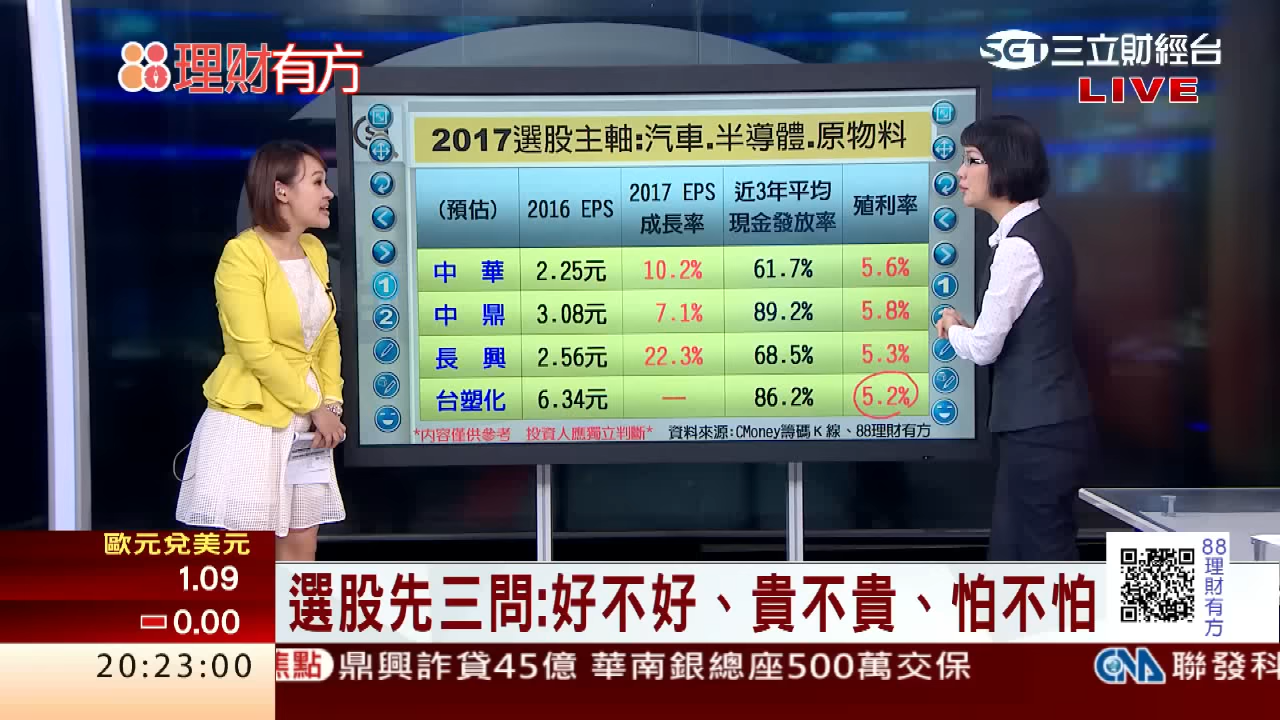 88理財有方
SET三立財經台
LIVE
2017選股主軸:汽車.半導體.原物料
(預估) 2016 EPS 2017 EPS 成長率 近3年平均 現金發放率 殖利率
中華 2.25元 10.2% 61.7% 5.6%
中鼎 3.08元 7.1% 89.2% 5.8%
長興 2.56元 22.3% 68.5% 5.3%
台塑化 6.34元 — 86.2% 5.2%
*內容僅供參考 投資人應獨立判斷* 資料來源:CMoney籌碼K線、88理財有方
1
2
1
歐元兌美元
1.09
0.00
20:23:00
選股先三問:好不好、貴不貴、怕不怕
88理財有方
焦點 鼎興詐貸45億 華南銀總座500萬交保
CNA 聯發科